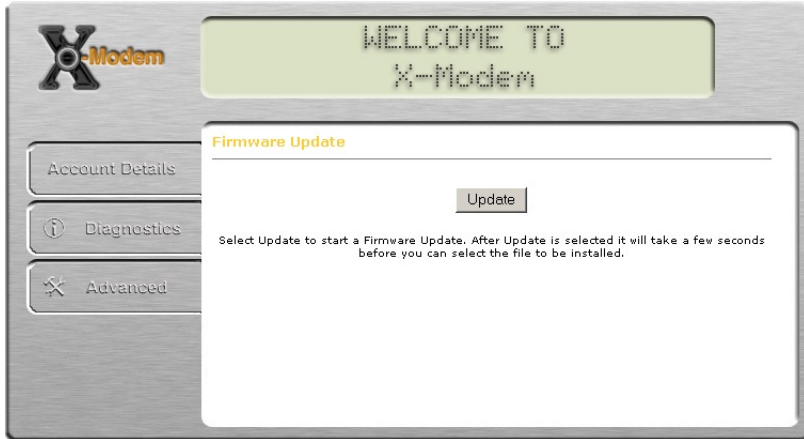 X-Modem
WELCOME TO
X-Modem
Account Details
Diagnostics
Advanced
Firmware Update
Update
Select Update to start a Firmware Update. After Update is selected it will take a few seconds
before you can select the file to be installed.